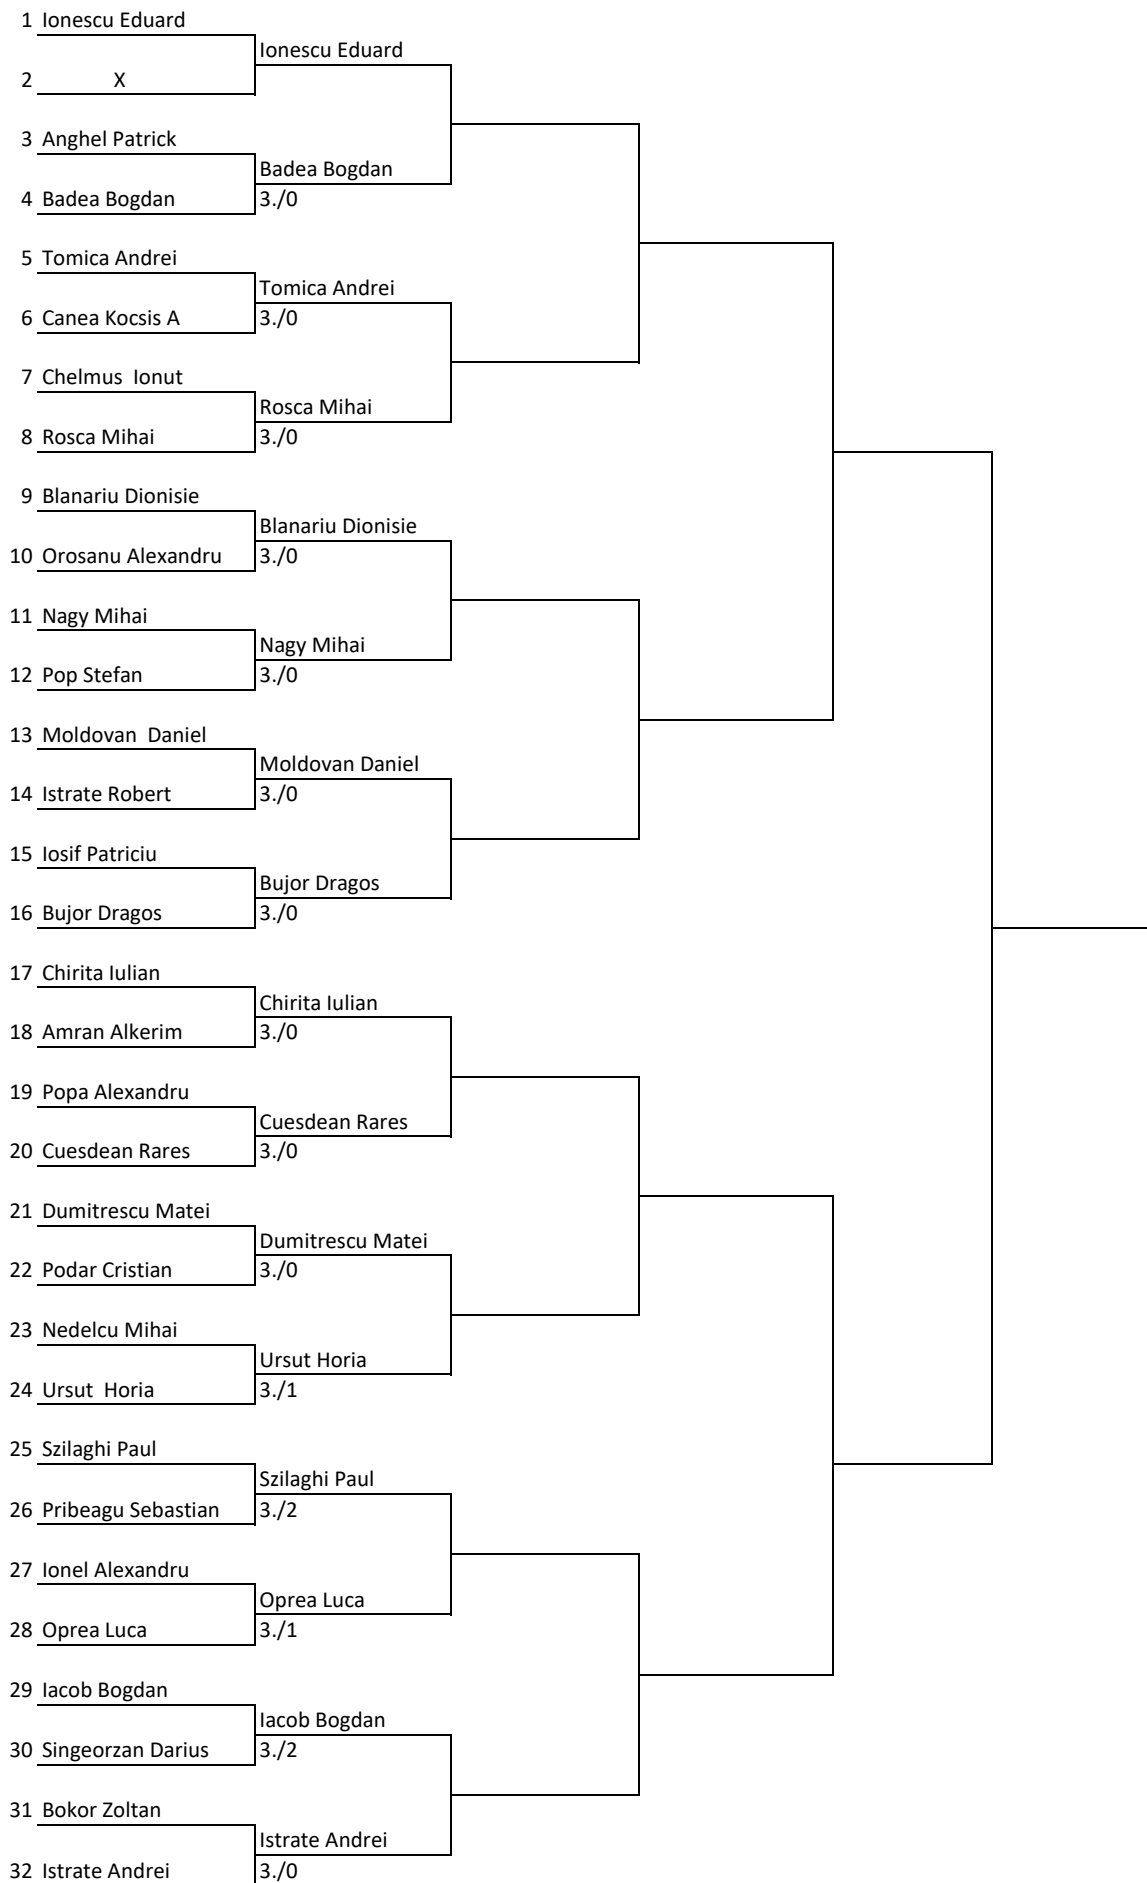 1 Ionescu Eduard
Ionescu Eduard
2 X
3 Anghel Patrick
Badea Bogdan
4 Badea Bogdan 3./0
5 Tomica Andrei
Tomica Andrei
6 Canea Kocsis A 3./0
7 Chelmus  Ionut
Rosca Mihai
8 Rosca Mihai 3./0
9 Blanariu Dionisie
Blanariu Dionisie
10 Orosanu Alexandru 3./0
11 Nagy Mihai
Nagy Mihai
12 Pop Stefan 3./0
13 Moldovan  Daniel
Moldovan Daniel
14 Istrate Robert 3./0
15 Iosif Patriciu
Bujor Dragos
16 Bujor Dragos 3./0
17 Chirita Iulian
Chirita Iulian
18 Amran Alkerim 3./0
19 Popa Alexandru
Cuesdean Rares
20 Cuesdean Rares 3./0
21 Dumitrescu Matei
Dumitrescu Matei
22 Podar Cristian 3./0
23 Nedelcu Mihai
Ursut Horia
24 Ursut  Horia 3./1
25 Szilaghi Paul
Szilaghi Paul
26 Pribeagu Sebastian 3./2
27 Ionel Alexandru
Oprea Luca
28 Oprea Luca 3./1
29 Iacob Bogdan
Iacob Bogdan
30 Singeorzan Darius 3./2
31 Bokor Zoltan
Istrate Andrei
32 Istrate Andrei 3./0